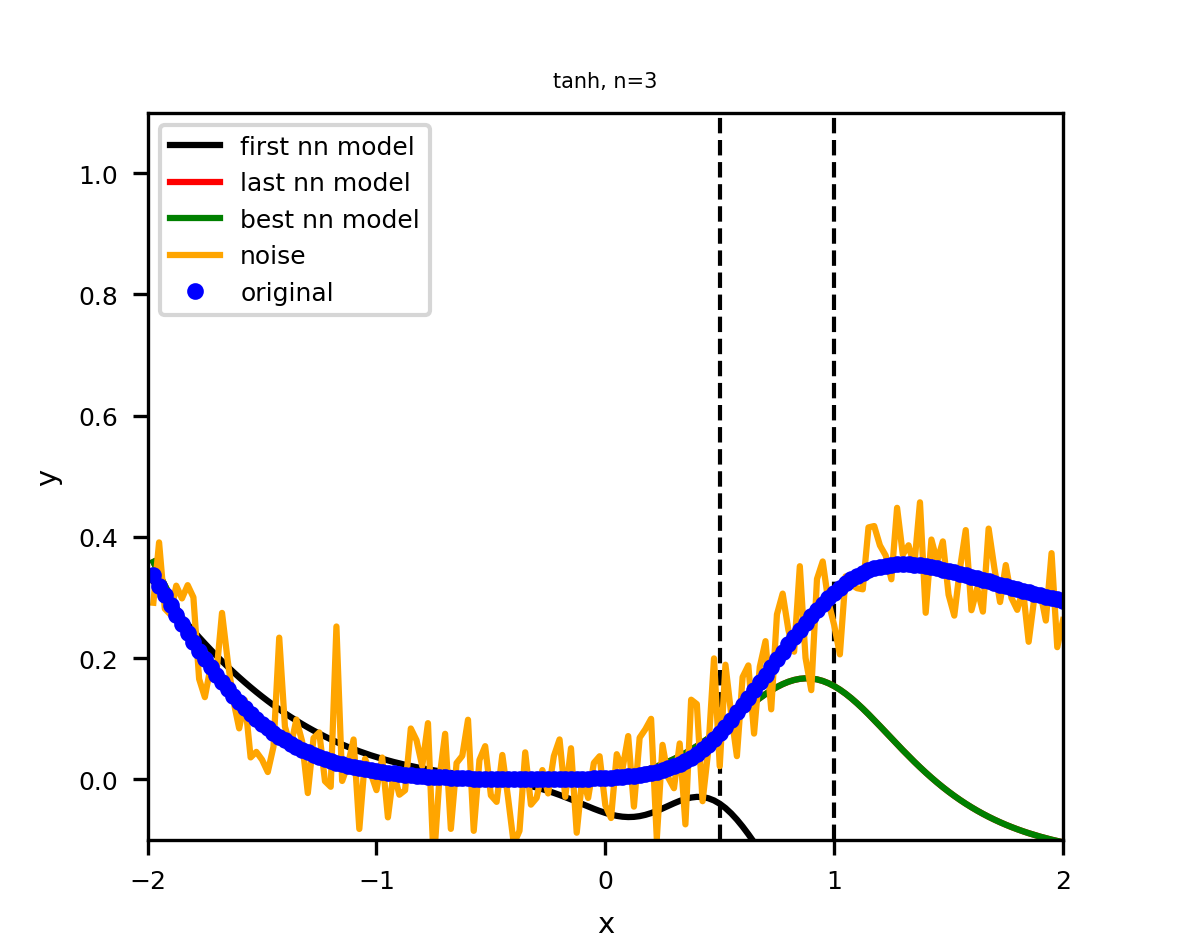 tanh, n=3
first nn model
last nn model
best nn model
noise
original
1.0
0.8
0.6
0.4
0.2
0.0
y
−2
−1
0
1
2
x